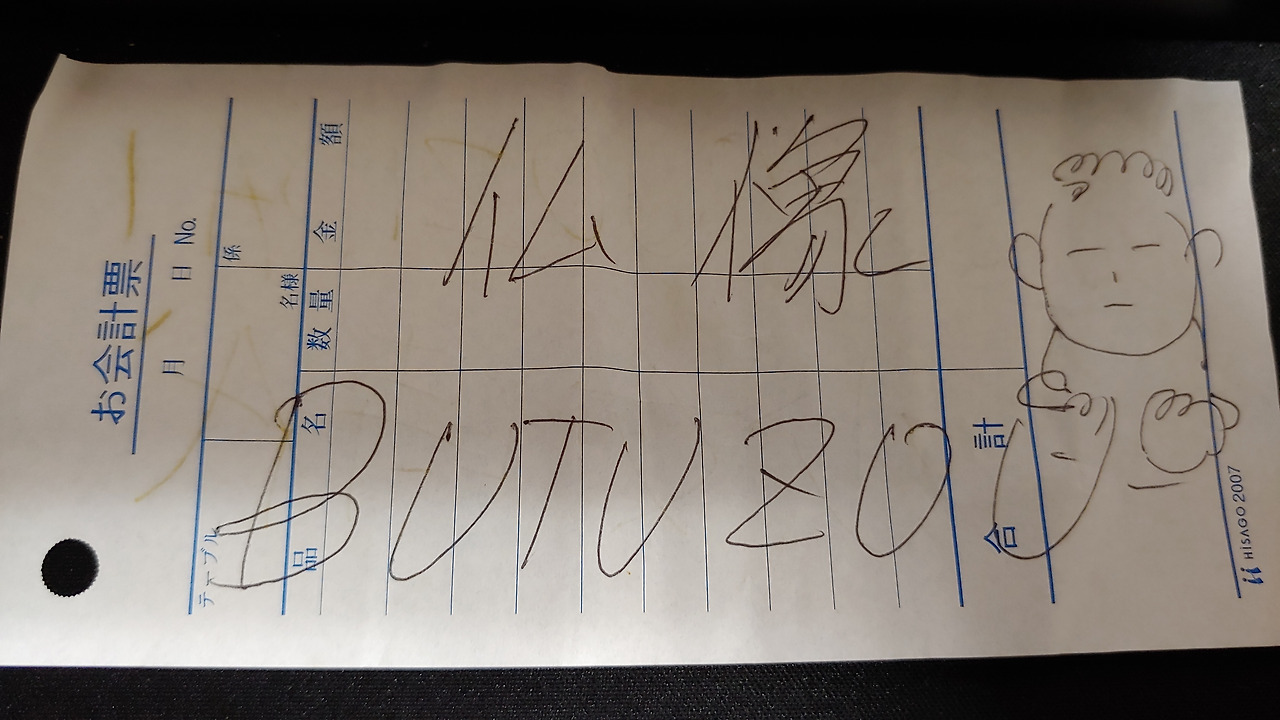 お会計票
月 日 No.
テーブル 名様 係
品名 数量 金額
仏像
BUTUZOU
合計
HISAGO 2007